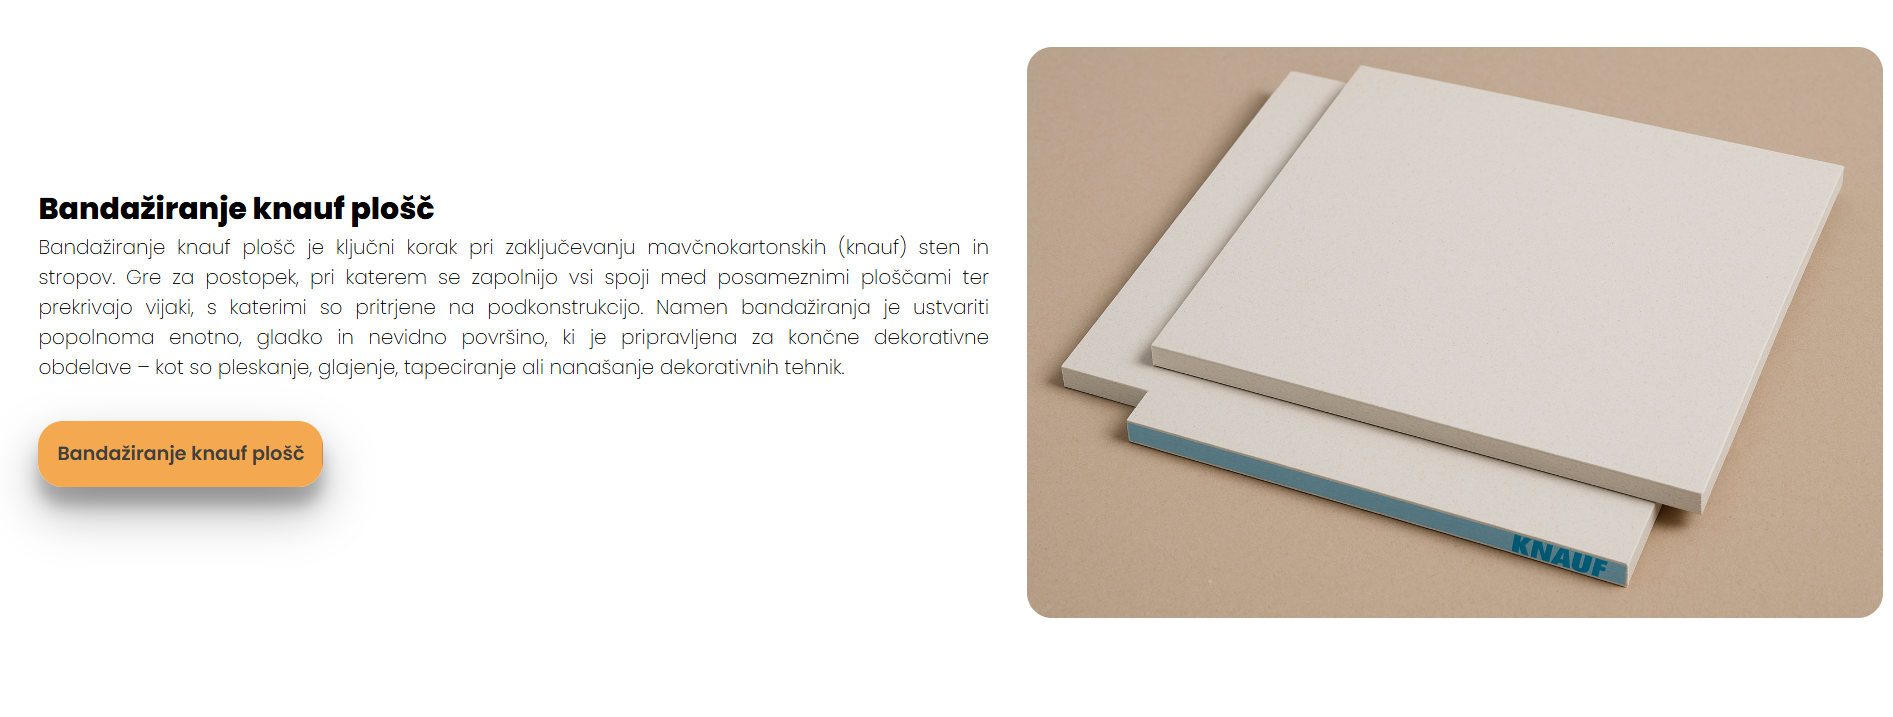 Bandažiranje knauf plošč
Bandažiranje knauf plošč je ključni korak pri zaključevanju mavčnokartonskih (knauf) sten in
stropov. Gre za postopek, pri katerem se zapolnijo vsi spoji med posameznimi ploščami ter
prekrivajo vijaki, s katerimi so pritrjene na podkonstrukcijo. Namen bandažiranja je ustvariti
popolnoma enotno, gladko in nevidno površino, ki je pripravljena za končne dekorativne
obdelave – kot so pleskanje, glajenje, tapeciranje ali nanašanje dekorativnih tehnik.
Bandažiranje knauf plošč
KNAUF